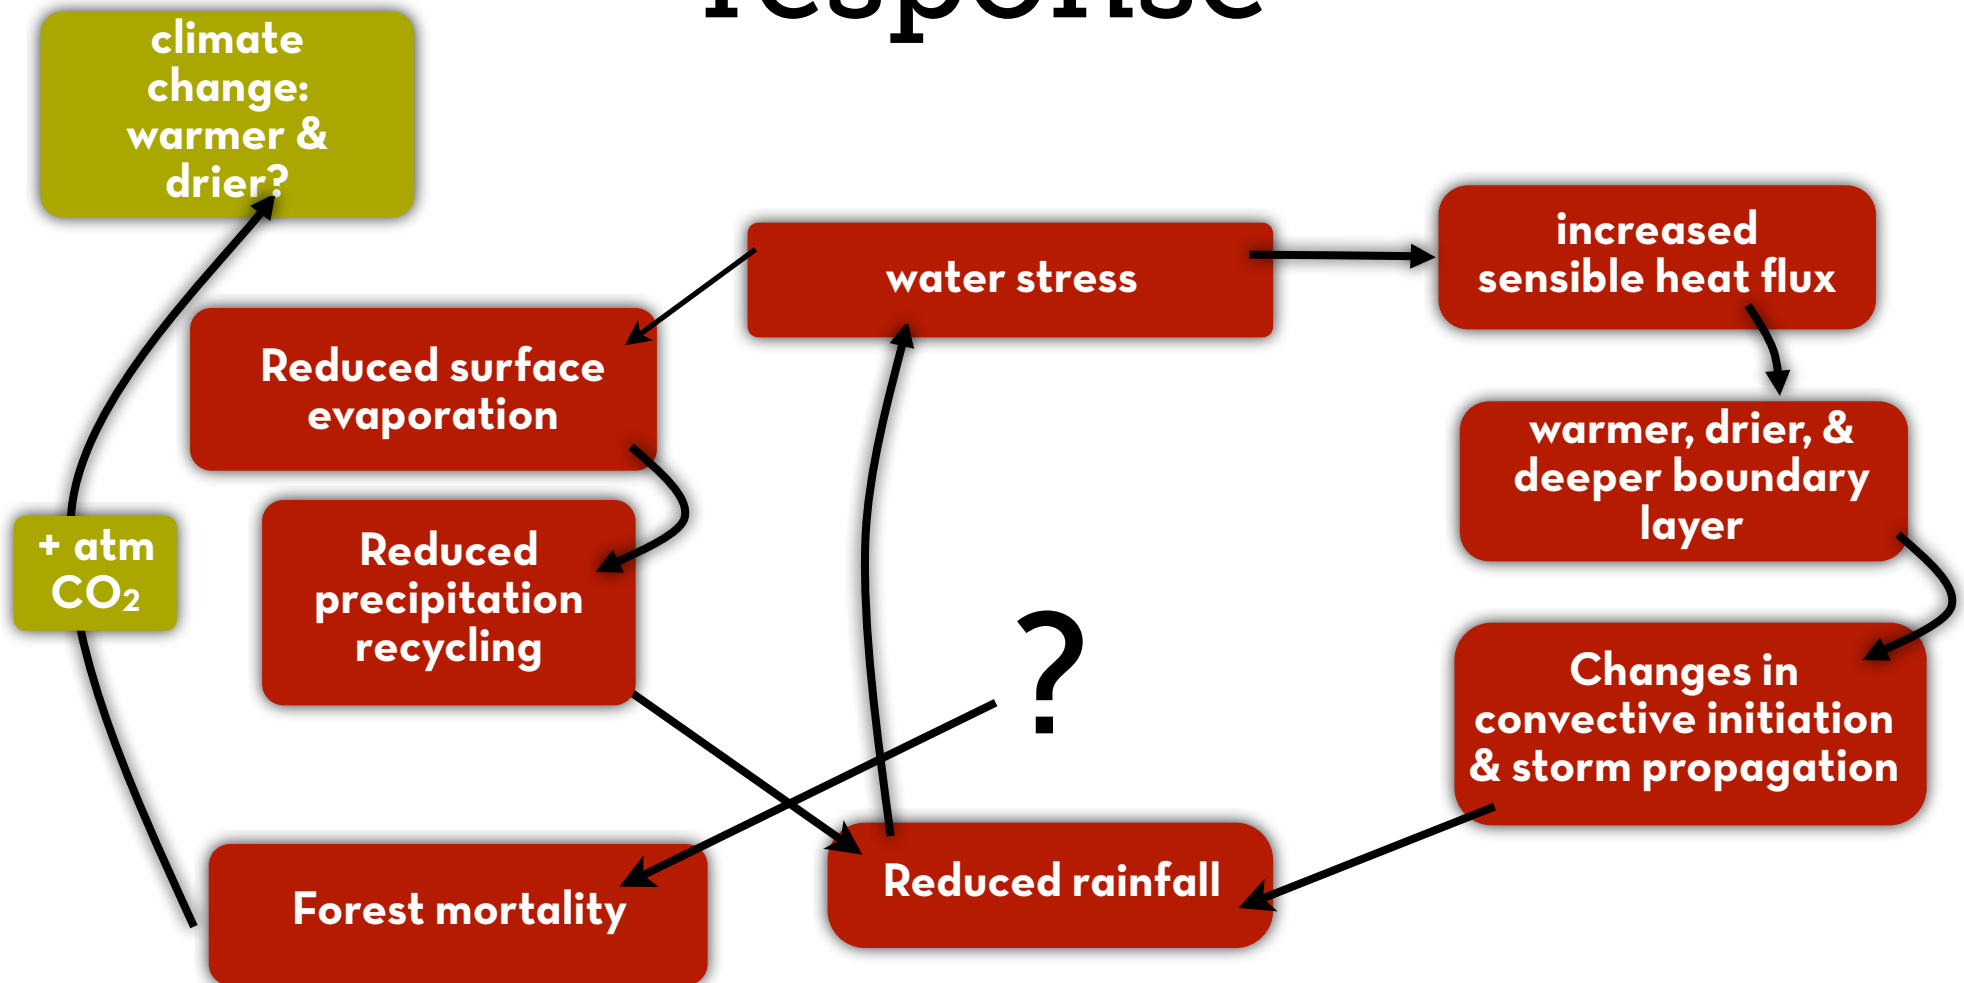 response
climate
change:
warmer &
drier?
water stress
increased
sensible heat flux
Reduced surface
evaporation
warmer, drier, &
deeper boundary
layer
+ atm
CO₂
Reduced
precipitation
recycling
?
Changes in
convective initiation
& storm propagation
Reduced rainfall
Forest mortality